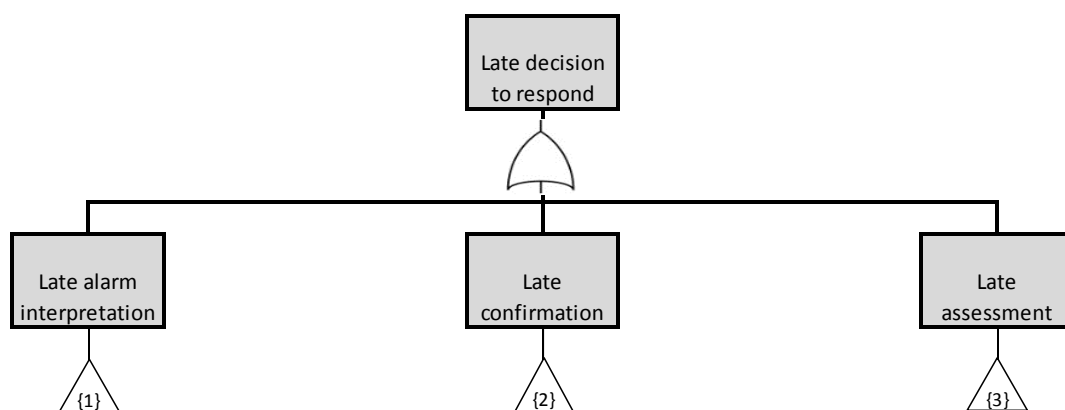 Late decision
to respond
Late alarm
interpretation
Late
confirmation
Late
assessment
{1}
{2}
{3}